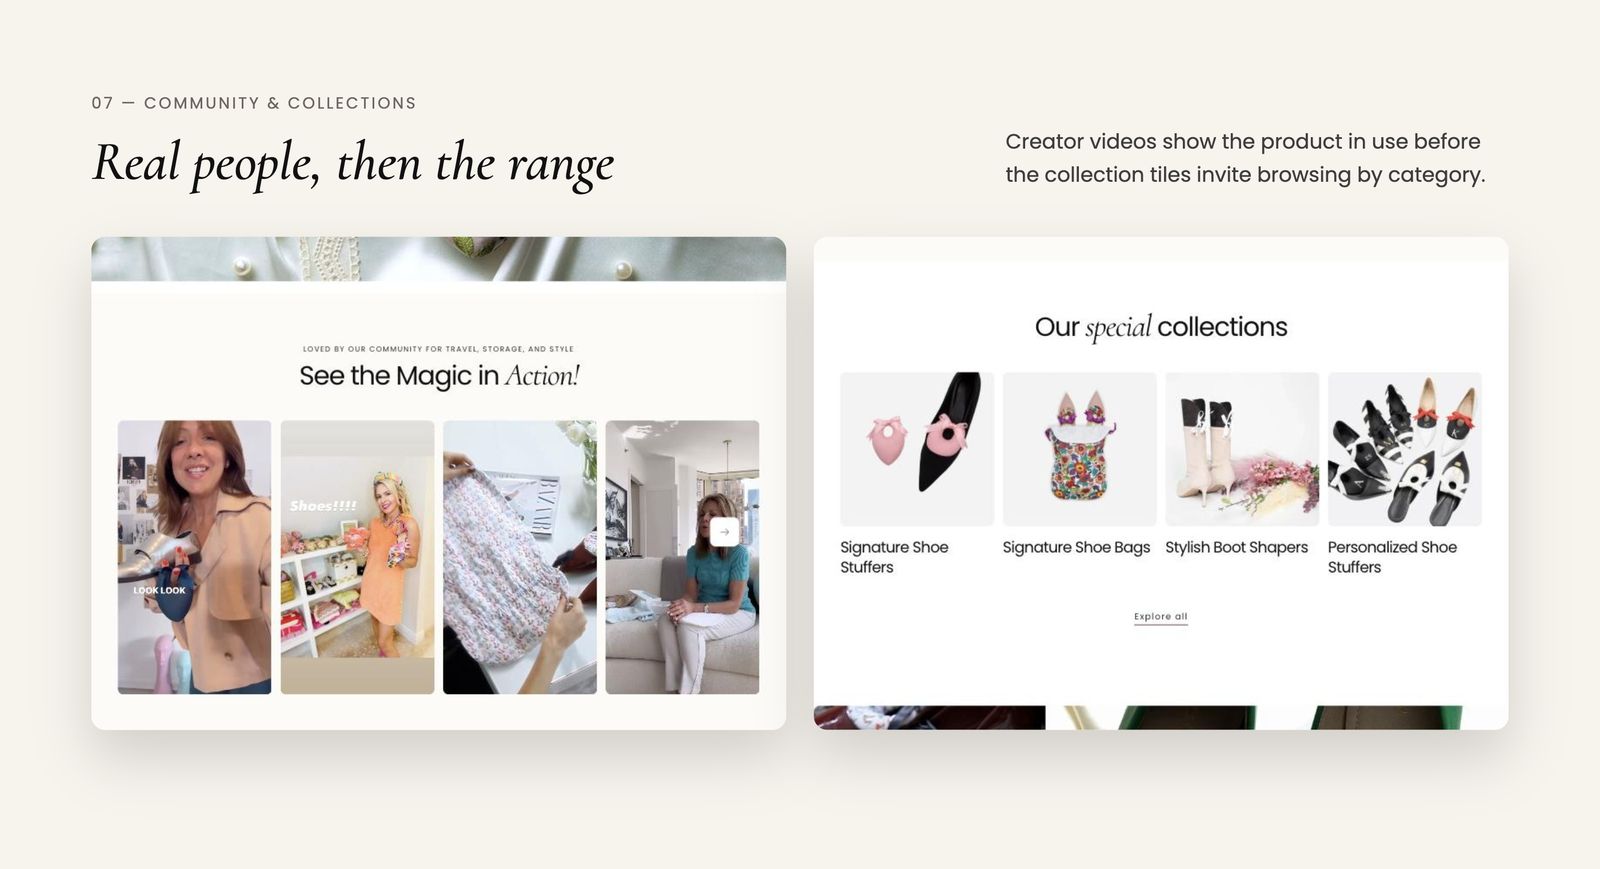 07 — COMMUNITY & COLLECTIONS
Real people, then the range
Creator videos show the product in use before
the collection tiles invite browsing by category.
LOVED BY OUR COMMUNITY FOR TRAVEL, STORAGE, AND STYLE
See the Magic in Action!
LOOK LOOK
Shoes!!!!
BAZAAR
Our special collections
Signature Shoe
Stuffers
Signature Shoe Bags
Stylish Boot Shapers
Personalized Shoe
Stuffers
Explore all